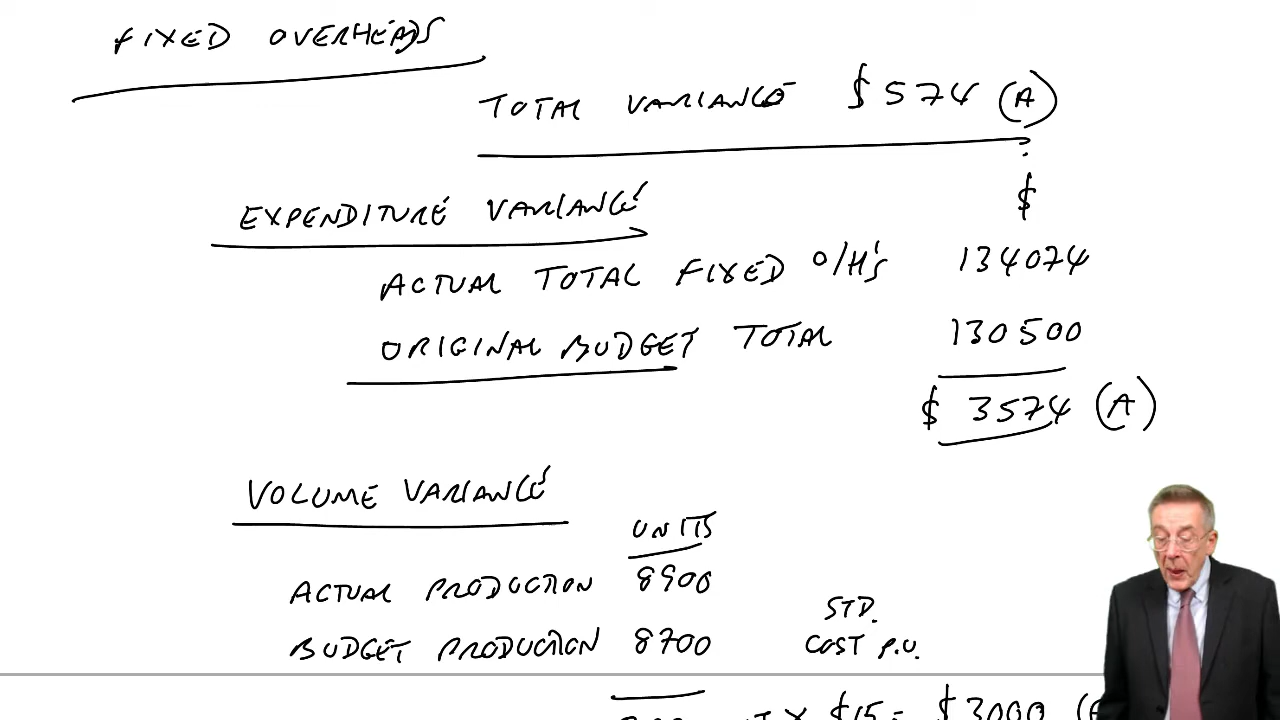 FIXED OVERHEADS
TOTAL VARIANCE $574 (A)
$
EXPENDITURE VARIANCE
ACTUAL TOTAL FIXED O/H'S 134074
ORIGINAL BUDGET TOTAL 130500
$ 3574 (A)
VOLUME VARIANCE
UNITS
ACTUAL PRODUCTION 8900
STD.
BUDGET PRODUCTION 8700 COST P.U.
X $15 = $3000